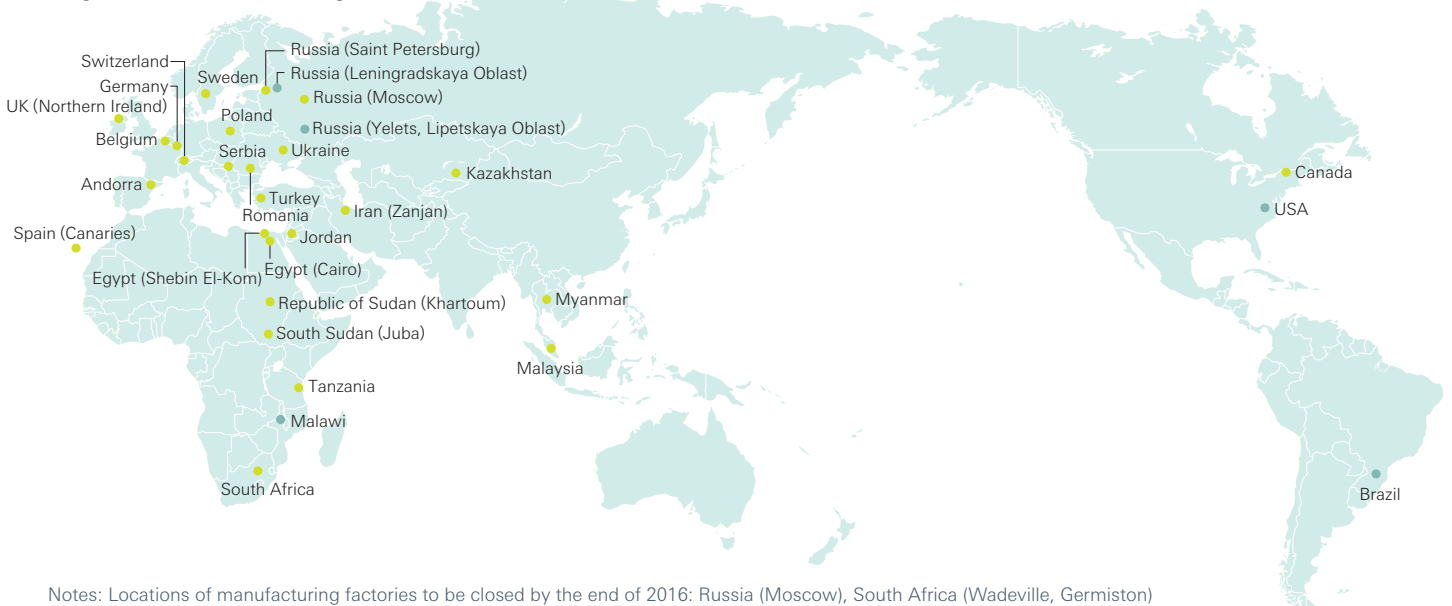 Russia (Saint Petersburg)
Switzerland
Russia (Leningradskaya Oblast)
Sweden
Germany
Russia (Moscow)
UK (Northern Ireland)
Poland
Russia (Yelets, Lipetskaya Oblast)
Belgium
Serbia
Ukraine
Kazakhstan
Canada
Andorra
Turkey
USA
Iran (Zanjan)
Romania
Spain (Canaries)
Jordan
Egypt (Cairo)
Egypt (Shebin El-Kom)
Myanmar
Republic of Sudan (Khartoum)
South Sudan (Juba)
Malaysia
Tanzania
Malawi
South Africa
Brazil
Notes: Locations of manufacturing factories to be closed by the end of 2016: Russia (Moscow), South Africa (Wadeville, Germiston)